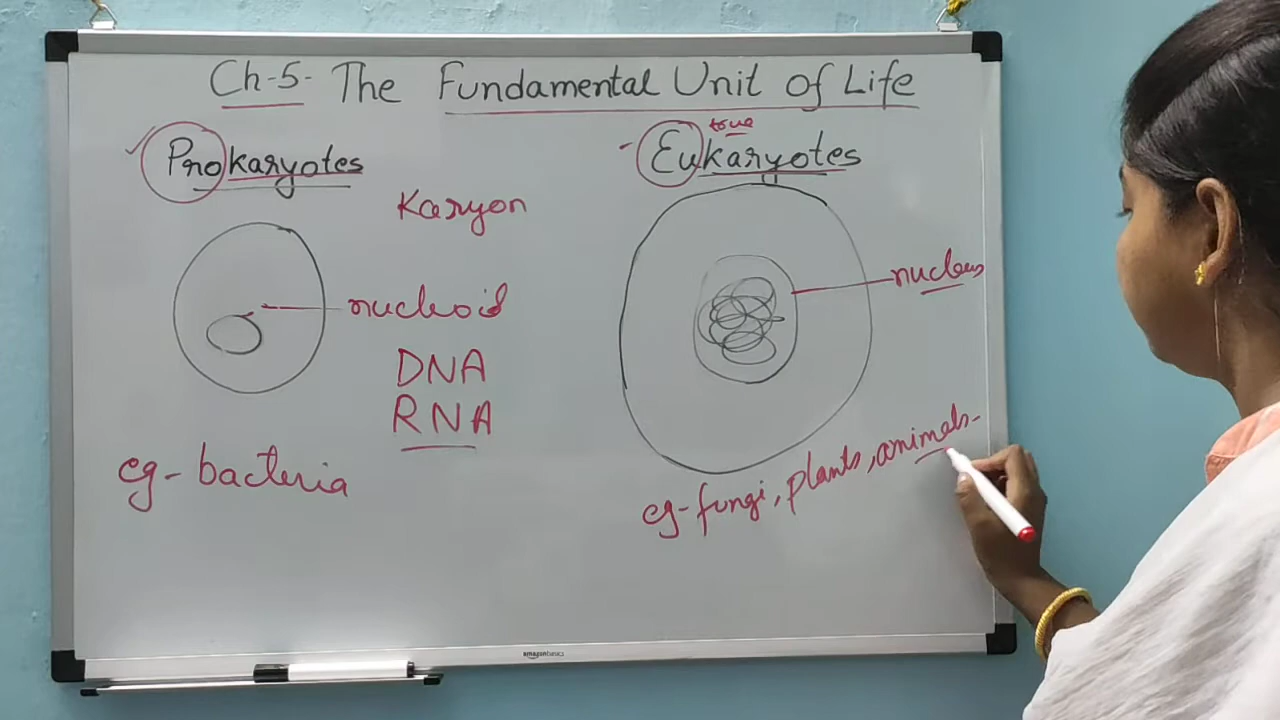 Ch-5- The Fundamental Unit of Life
true
Prokaryotes
Eukaryotes
Karyon
nucleus
nucleoid
DNA
RNA
eg- bacteria
eg- fungi, plants, animals-
amazonbasics